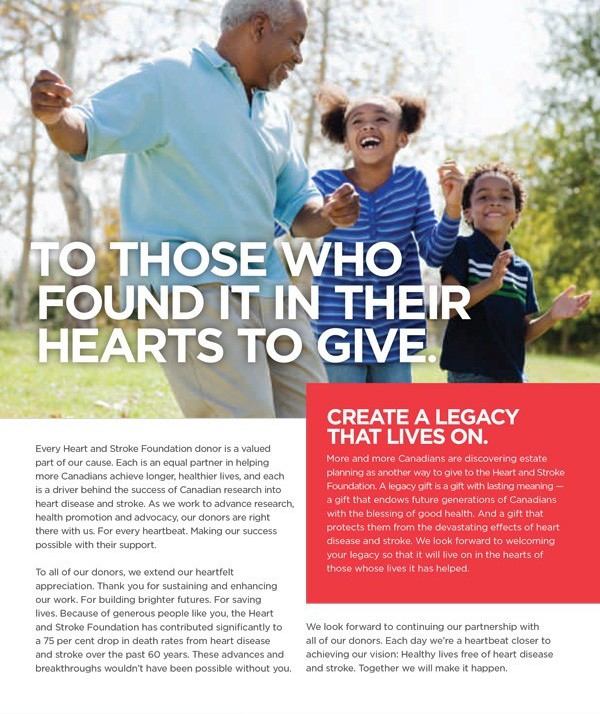 TO THOSE WHO
FOUND IT IN THEIR
HEARTS TO GIVE.
Every Heart and Stroke Foundation donor is a valued
part of our cause. Each is an equal partner in helping
more Canadians achieve longer, healthier lives, and each
is a driver behind the success of Canadian research into
heart disease and stroke. As we work to advance research,
health promotion and advocacy, our donors are right
there with us. For every heartbeat. Making our success
possible with their support.
To all of our donors, we extend our heartfelt
appreciation. Thank you for sustaining and enhancing
our work. For building brighter futures. For saving
lives. Because of generous people like you, the Heart
and Stroke Foundation has contributed significantly to
a 75 per cent drop in death rates from heart disease
and stroke over the past 60 years. These advances and
breakthroughs wouldn't have been possible without you.
CREATE A LEGACY
THAT LIVES ON.
More and more Canadians are discovering estate
planning as another way to give to the Heart and Stroke
Foundation. A legacy gift is a gift with lasting meaning —
a gift that endows future generations of Canadians
with the blessing of good health. And a gift that
protects them from the devastating effects of heart
disease and stroke. We look forward to welcoming
your legacy so that it will live on in the hearts of
those whose lives it has helped.
We look forward to continuing our partnership with
all of our donors. Each day we're a heartbeat closer to
achieving our vision: Healthy lives free of heart disease
and stroke. Together we will make it happen.